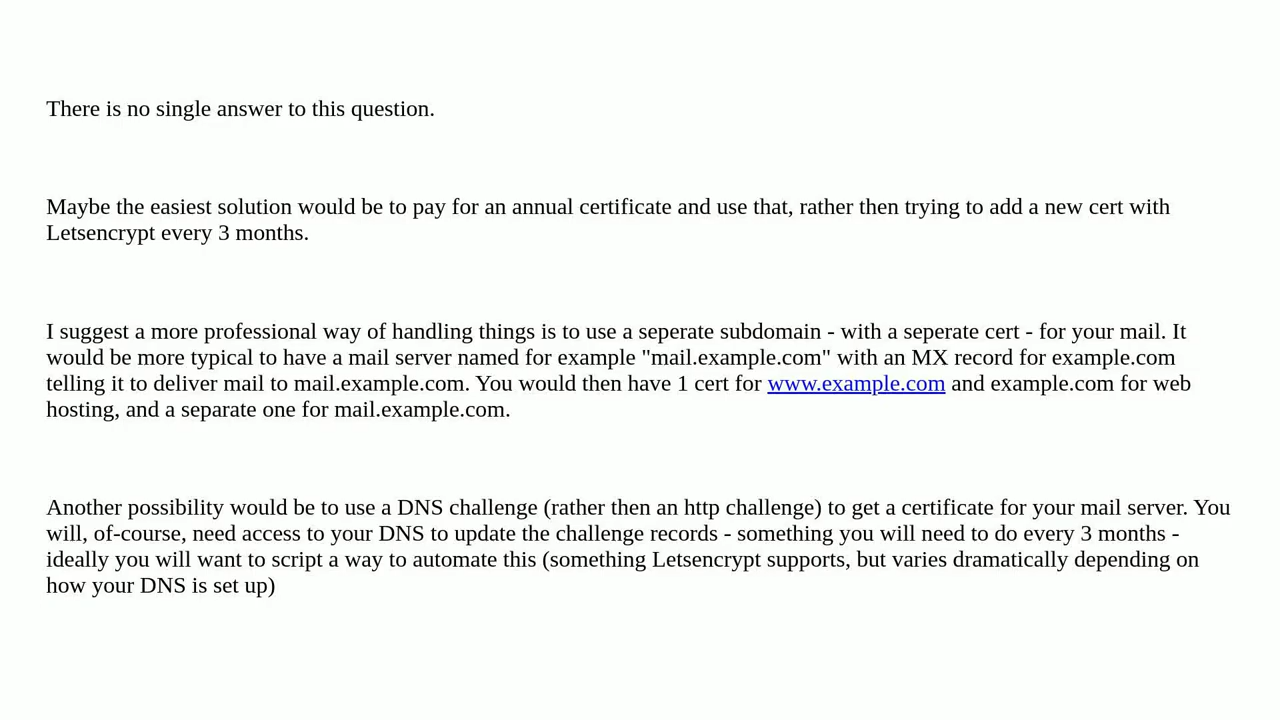 There is no single answer to this question.
Maybe the easiest solution would be to pay for an annual certificate and use that, rather then trying to add a new cert with
Letsencrypt every 3 months.
I suggest a more professional way of handling things is to use a seperate subdomain - with a seperate cert - for your mail. It
would be more typical to have a mail server named for example "mail.example.com" with an MX record for example.com
telling it to deliver mail to mail.example.com. You would then have 1 cert for www.example.com and example.com for web
hosting, and a separate one for mail.example.com.
Another possibility would be to use a DNS challenge (rather then an http challenge) to get a certificate for your mail server. You
will, of-course, need access to your DNS to update the challenge records - something you will need to do every 3 months -
ideally you will want to script a way to automate this (something Letsencrypt supports, but varies dramatically depending on
how your DNS is set up)